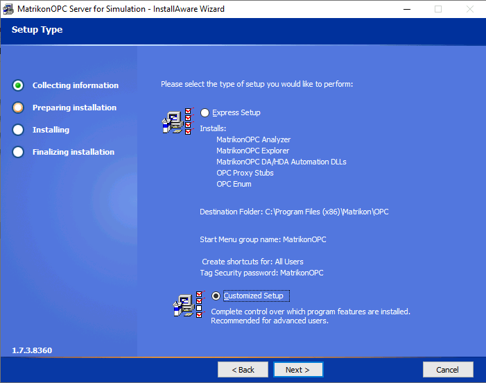 MatrikonOPC Server for Simulation - InstallAware Wizard
Setup Type
Collecting information
Preparing installation
Installing
Finalizing installation
Please select the type of setup you would like to perform:
Express Setup
Installs:
MatrikonOPC Analyzer
MatrikonOPC Explorer
MatrikonOPC DA/HDA Automation DLLs
OPC Proxy Stubs
OPC Enum
Destination Folder: C:\Program Files (x86)\Matrikon\OPC
Start Menu group name: MatrikonOPC
Create shortcuts for: All Users
Tag Security password: MatrikonOPC
Customized Setup
Complete control over which program features are installed.
Recommended for advanced users.
1.7.3.8360
< Back
Next >
Cancel